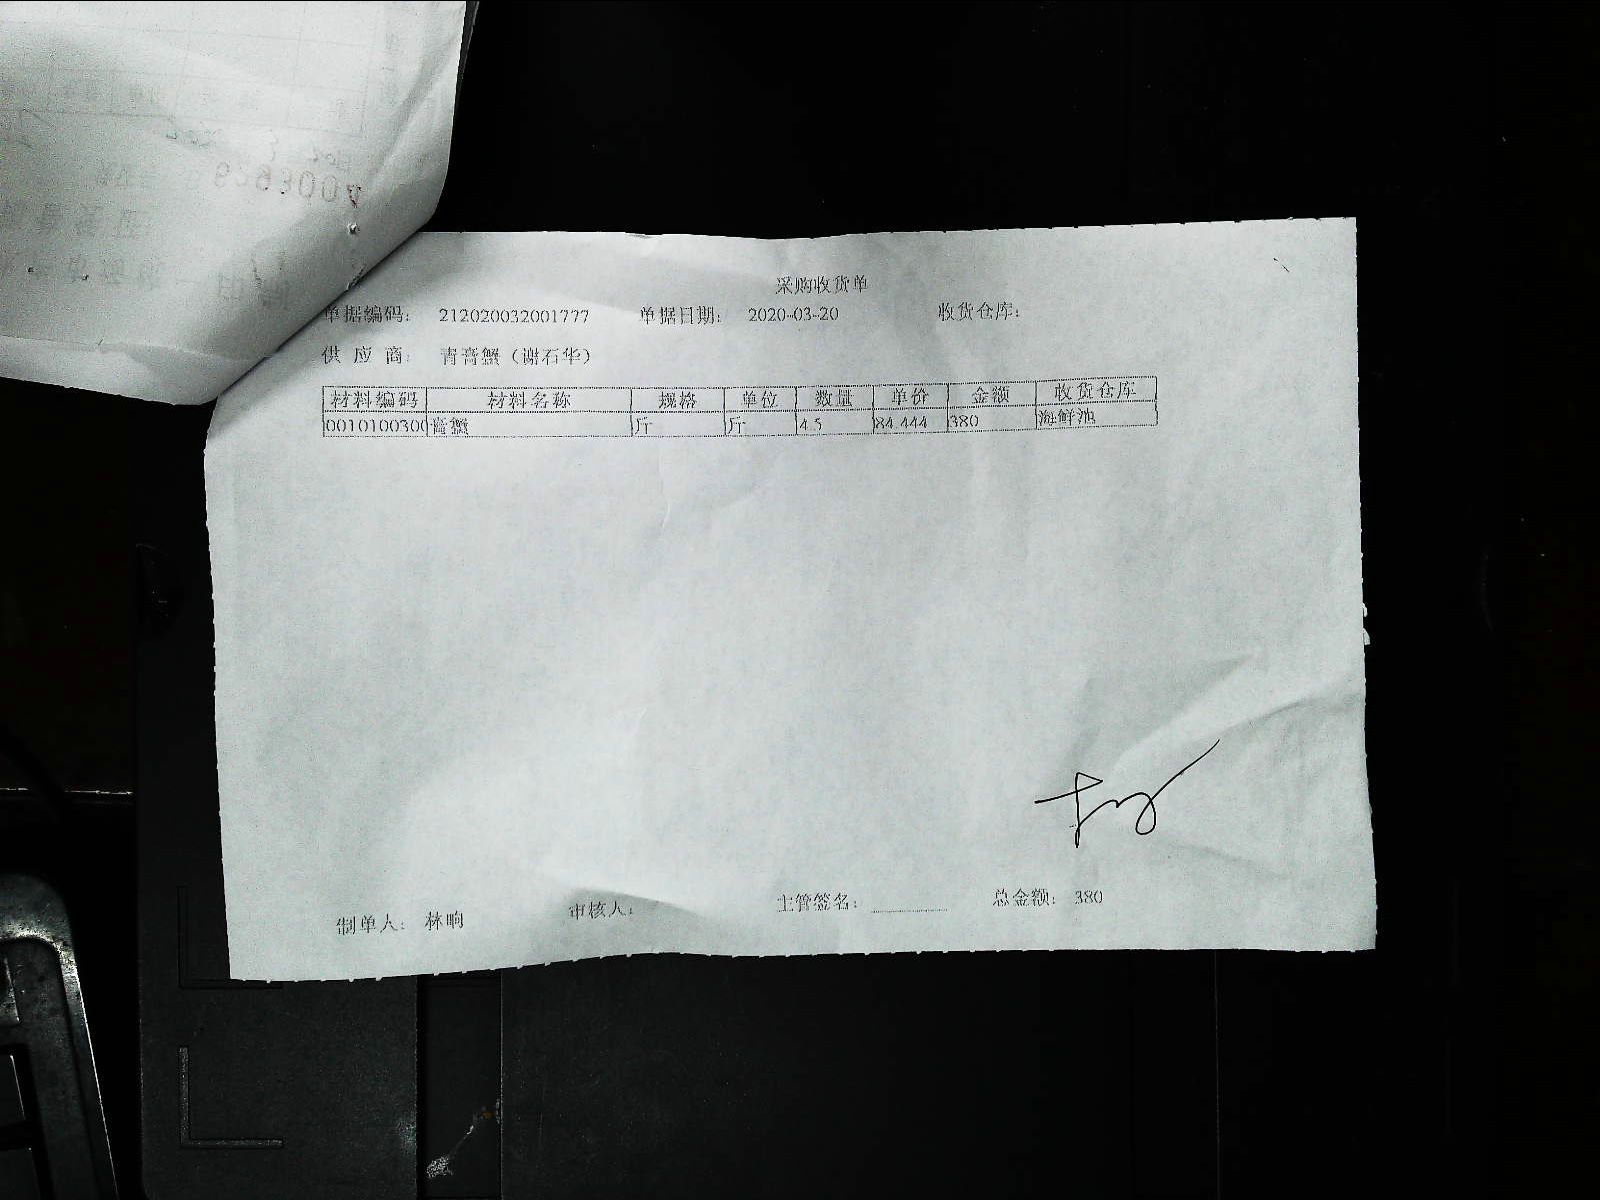 采购收货单
单据编码： 212020032001777 单据日期： 2020-03-20 收货仓库：
供 应 商： 青膏蟹（谢石华）
材料编码 材料名称 规格 单位 数量 单价 金额 收货仓库
0010100300 膏蟹 斤 斤 4.5 84.444 380 海鲜池
制单人： 林晌 审核人： 主管签名： 总金额： 380